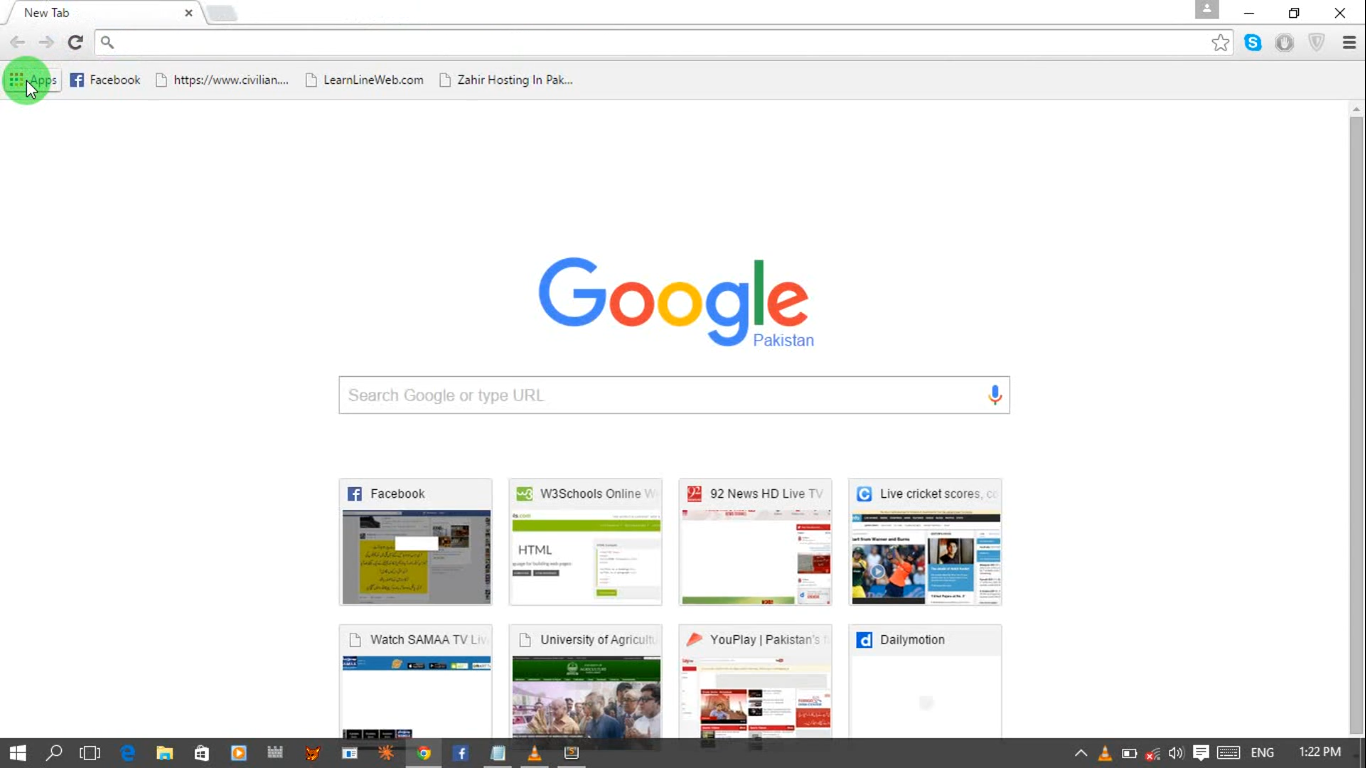 New Tab
Apps
Facebook
https://www.civilian....
LearnLineWeb.com
Zahir Hosting In Pak...
Google
Pakistan
Search Google or type URL
Facebook
W3Schools Online W
92 News HD Live TV
Live cricket scores, co
HTML
Watch SAMAA TV Liv
University of Agricultu
YouPlay | Pakistan's f
Dailymotion
ENG
1:22 PM